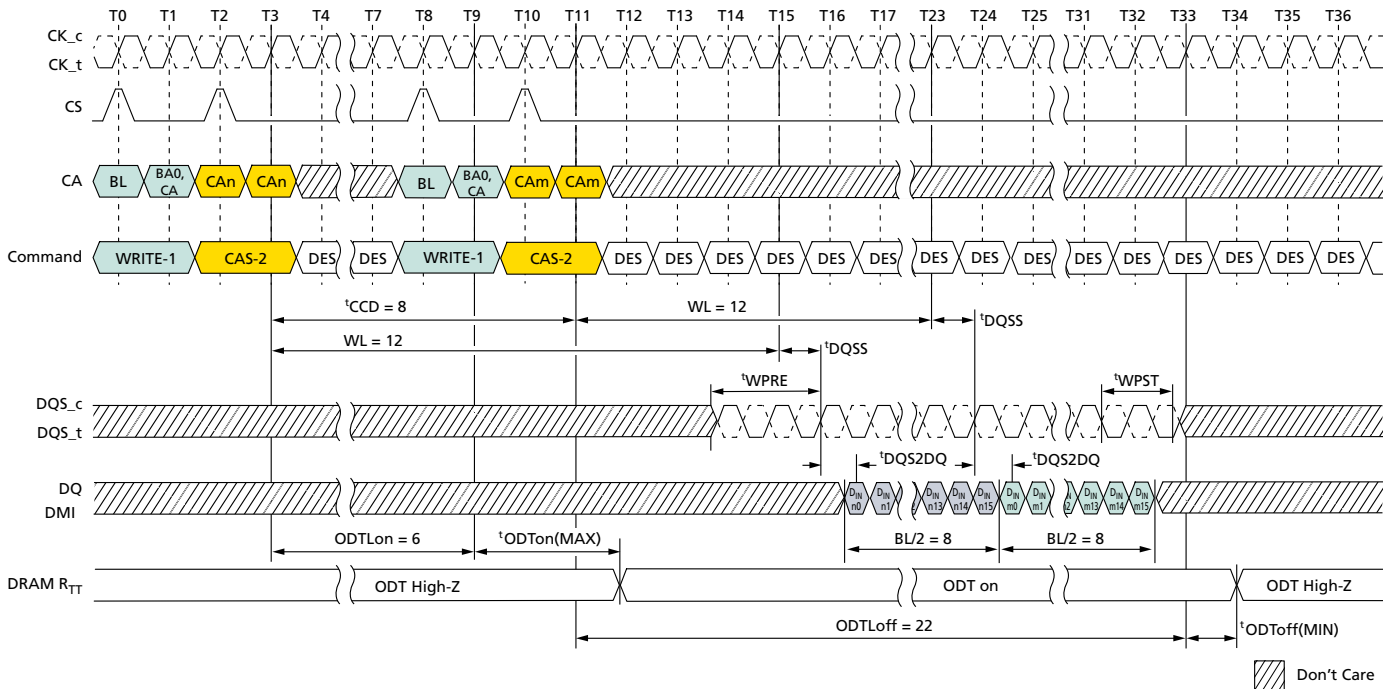 T0 T1 T2 T3 T4 T7 T8 T9 T10 T11 T12 T13 T14 T15 T16 T17 T23 T24 T25 T31 T32 T33 T34 T35 T36
CK_c
CK_t
CS
CA BL BA0, CA CAn CAn BL BA0, CA CAm CAm
Command WRITE-1 CAS-2 DES DES WRITE-1 CAS-2 DES DES DES DES DES DES DES DES DES DES DES DES DES DES
tCCD = 8 WL = 12 tDQSS
WL = 12 tDQSS
tWPRE tWPST
DQS_c
DQS_t
tDQS2DQ tDQS2DQ
DQ
DMI
DIN n0 DIN n1 DIN n13 DIN n14 DIN n15 DIN m0 DIN m1 DIN m13 DIN m14 DIN m15
ODTLon = 6 tODTon(MAX) BL/2 = 8 BL/2 = 8
DRAM RTT ODT High-Z ODT on ODT High-Z
ODTLoff = 22 tODToff(MIN)
Don't Care